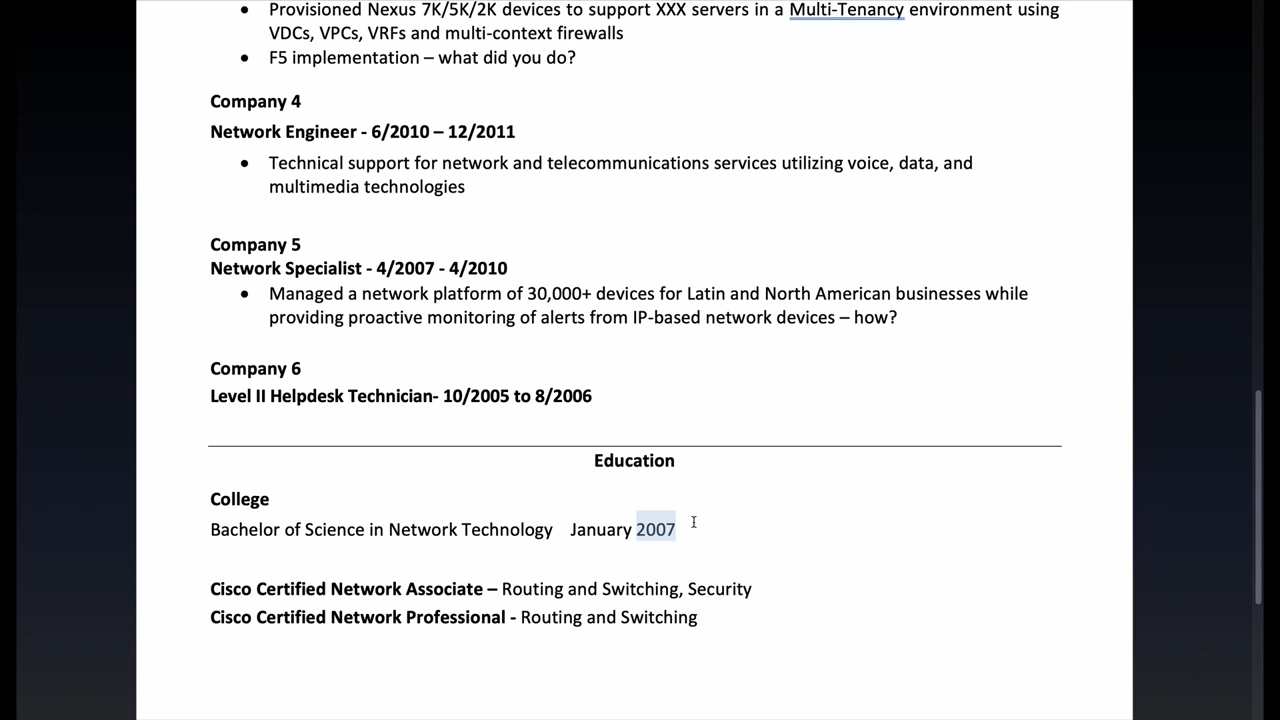 • Provisioned Nexus 7K/5K/2K devices to support XXX servers in a Multi-Tenancy environment using
VDCs, VPCs, VRFs and multi-context firewalls
• F5 implementation – what did you do?
Company 4
Network Engineer - 6/2010 – 12/2011
• Technical support for network and telecommunications services utilizing voice, data, and
multimedia technologies
Company 5
Network Specialist - 4/2007 - 4/2010
• Managed a network platform of 30,000+ devices for Latin and North American businesses while
providing proactive monitoring of alerts from IP-based network devices – how?
Company 6
Level II Helpdesk Technician- 10/2005 to 8/2006
Education
College
Bachelor of Science in Network Technology January 2007
Cisco Certified Network Associate – Routing and Switching, Security
Cisco Certified Network Professional - Routing and Switching